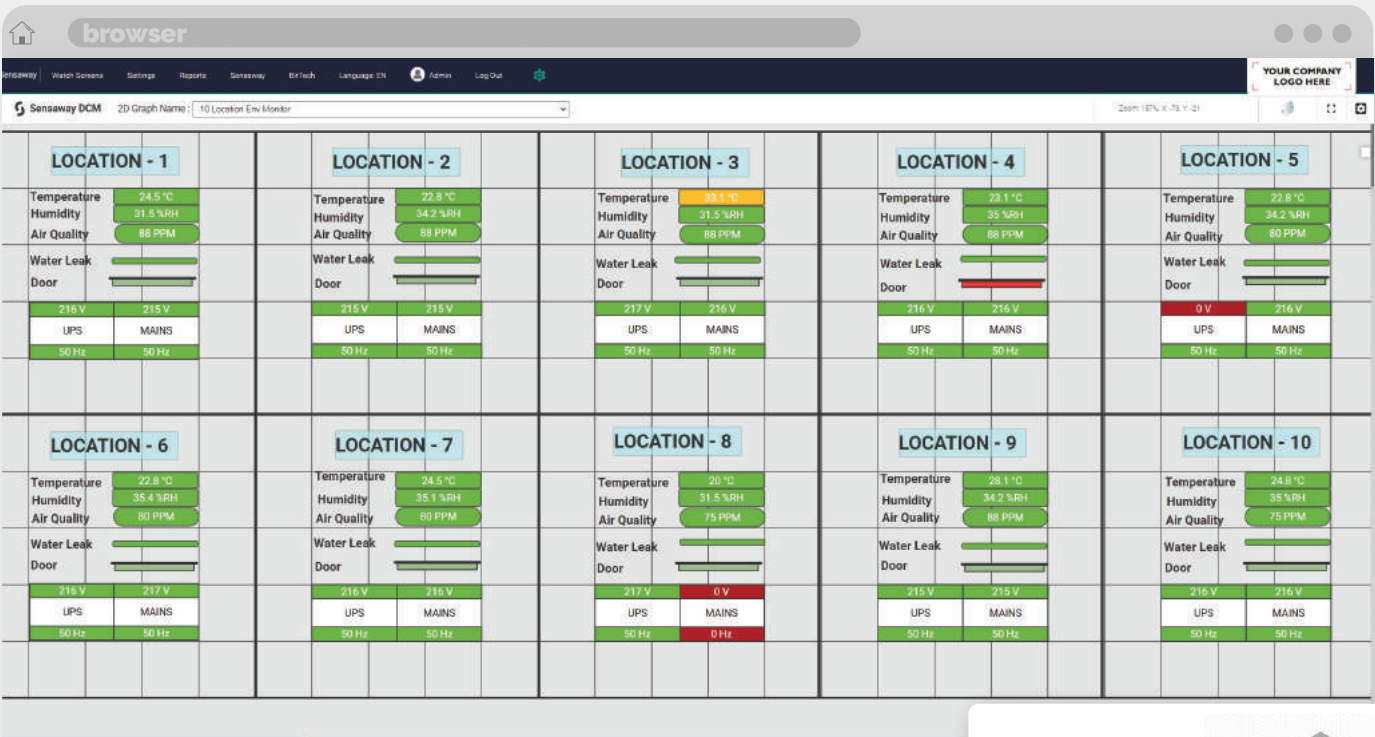 browser
Sensaway Watch Screens Settings Reports Sensaway BirTech Language: EN Admin Log Out
YOUR COMPANY
LOGO HERE
Sensaway DCM 2D Graph Name : 10 Location Env Monitor
LOCATION - 1 LOCATION - 2 LOCATION - 3 LOCATION - 4 LOCATION - 5
Temperature 24.5 °C Temperature 22.8 °C Temperature 33.1 °C Temperature 23.1 °C Temperature 22.8 °C
Humidity 31.5 %RH Humidity 34.2 %RH Humidity 31.5 %RH Humidity 35 %RH Humidity 34.2 %RH
Air Quality 88 PPM Air Quality 88 PPM Air Quality 88 PPM Air Quality 88 PPM Air Quality 80 PPM
Water Leak Water Leak Water Leak Water Leak Water Leak
Door Door Door Door Door
216 V 215 V 215 V 215 V 217 V 216 V 216 V 216 V 0 V 216 V
UPS MAINS UPS MAINS UPS MAINS UPS MAINS UPS MAINS
50 Hz 50 Hz 50 Hz 50 Hz 50 Hz 50 Hz 50 Hz 50 Hz 50 Hz 50 Hz
LOCATION - 6 LOCATION - 7 LOCATION - 8 LOCATION - 9 LOCATION - 10
Temperature 22.8 °C Temperature 24.5 °C Temperature 20 °C Temperature 28.1 °C Temperature 24.8 °C
Humidity 35.4 %RH Humidity 35.1 %RH Humidity 31.5 %RH Humidity 34.2 %RH Humidity 35 %RH
Air Quality 80 PPM Air Quality 80 PPM Air Quality 75 PPM Air Quality 88 PPM Air Quality 75 PPM
Water Leak Water Leak Water Leak Water Leak Water Leak
Door Door Door Door Door
216 V 217 V 216 V 216 V 217 V 0 V 215 V 215 V 216 V 216 V
UPS MAINS UPS MAINS UPS MAINS UPS MAINS UPS MAINS
50 Hz 50 Hz 50 Hz 50 Hz 50 Hz 0 Hz 50 Hz 50 Hz 50 Hz 50 Hz